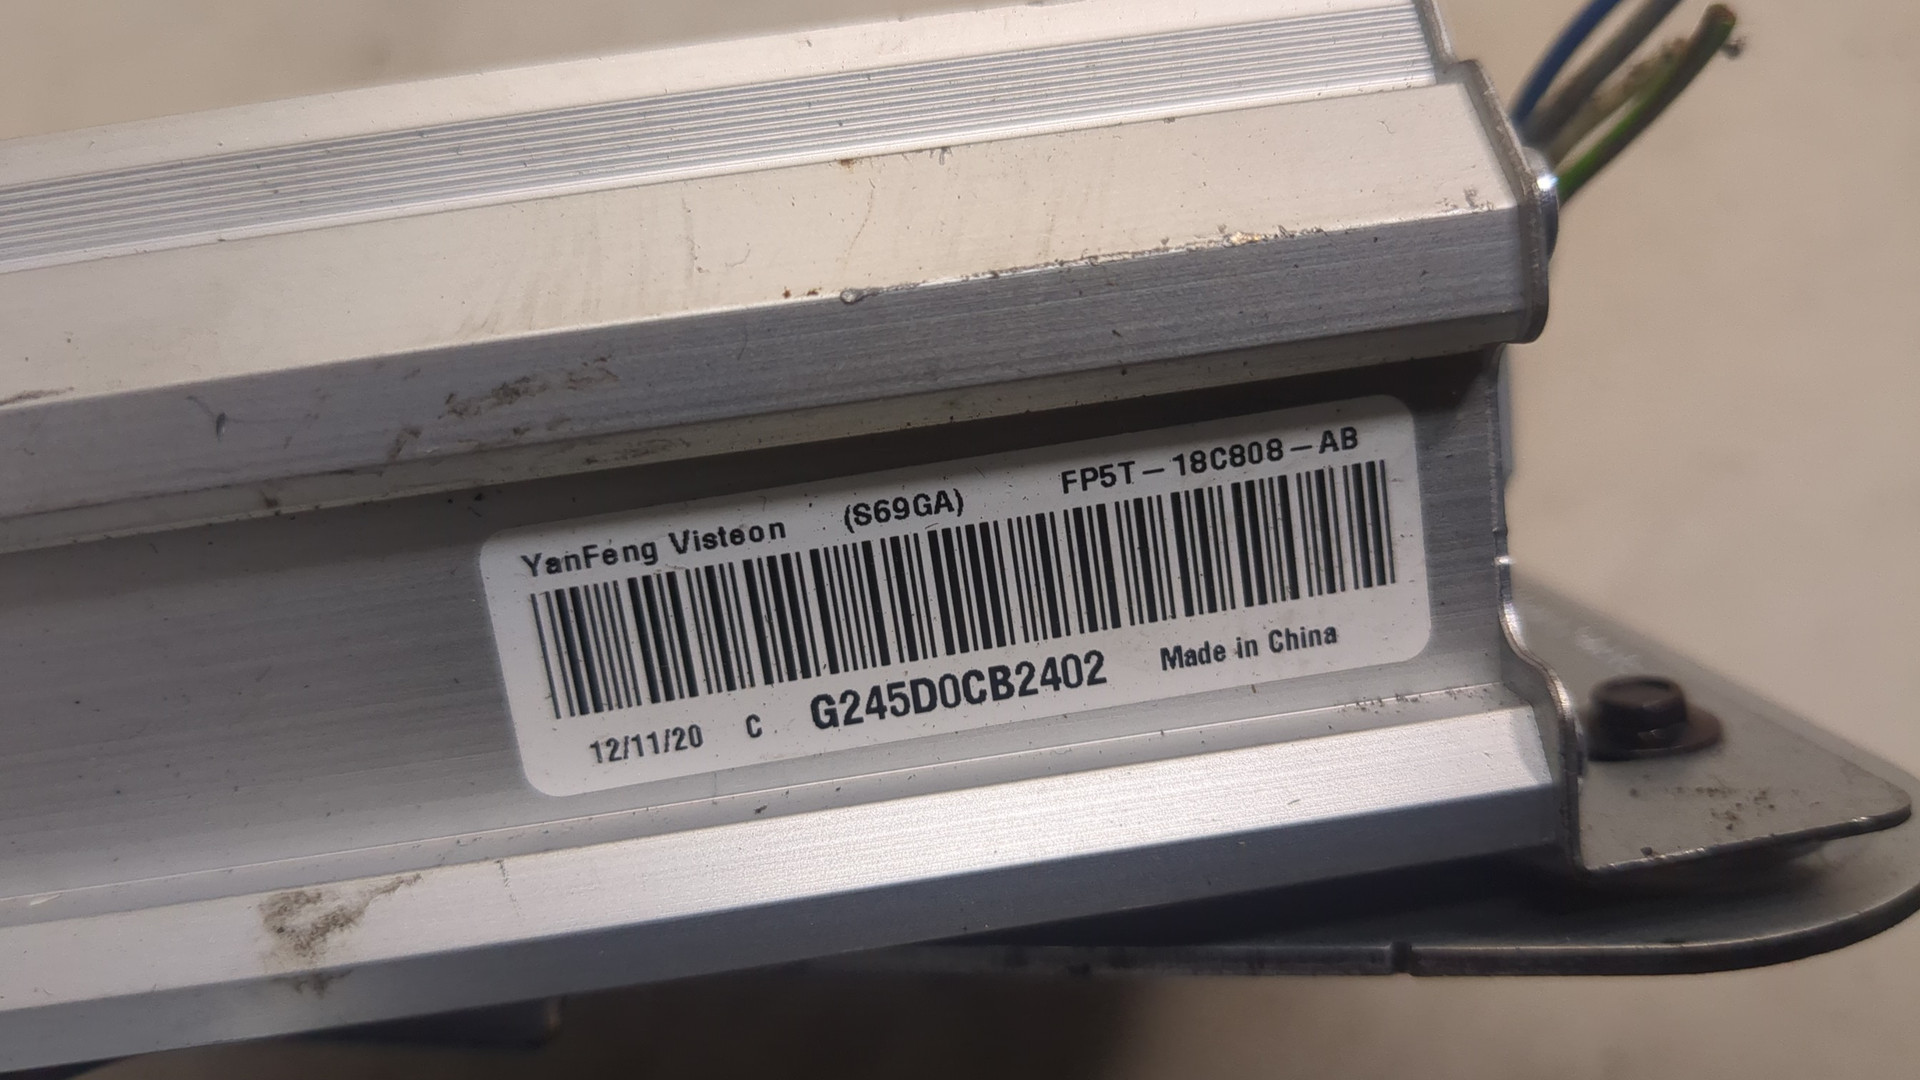 YanFeng Visteon (S69GA) FP5T-18C808-AB
12/11/20 C G245D0CB2402 Made in China